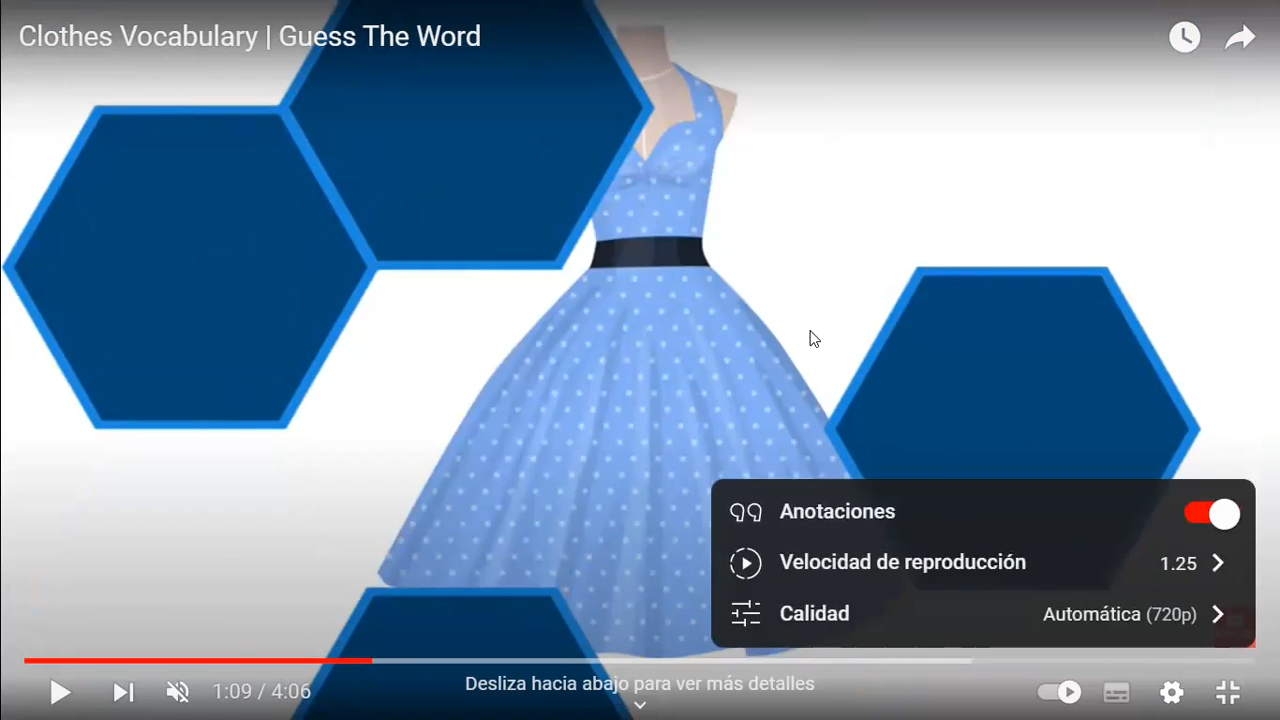 Clothes Vocabulary | Guess The Word
Anotaciones
Velocidad de reproducción 1.25
Calidad Automática (720p)
1:09 / 4:06
Desliza hacia abajo para ver más detalles